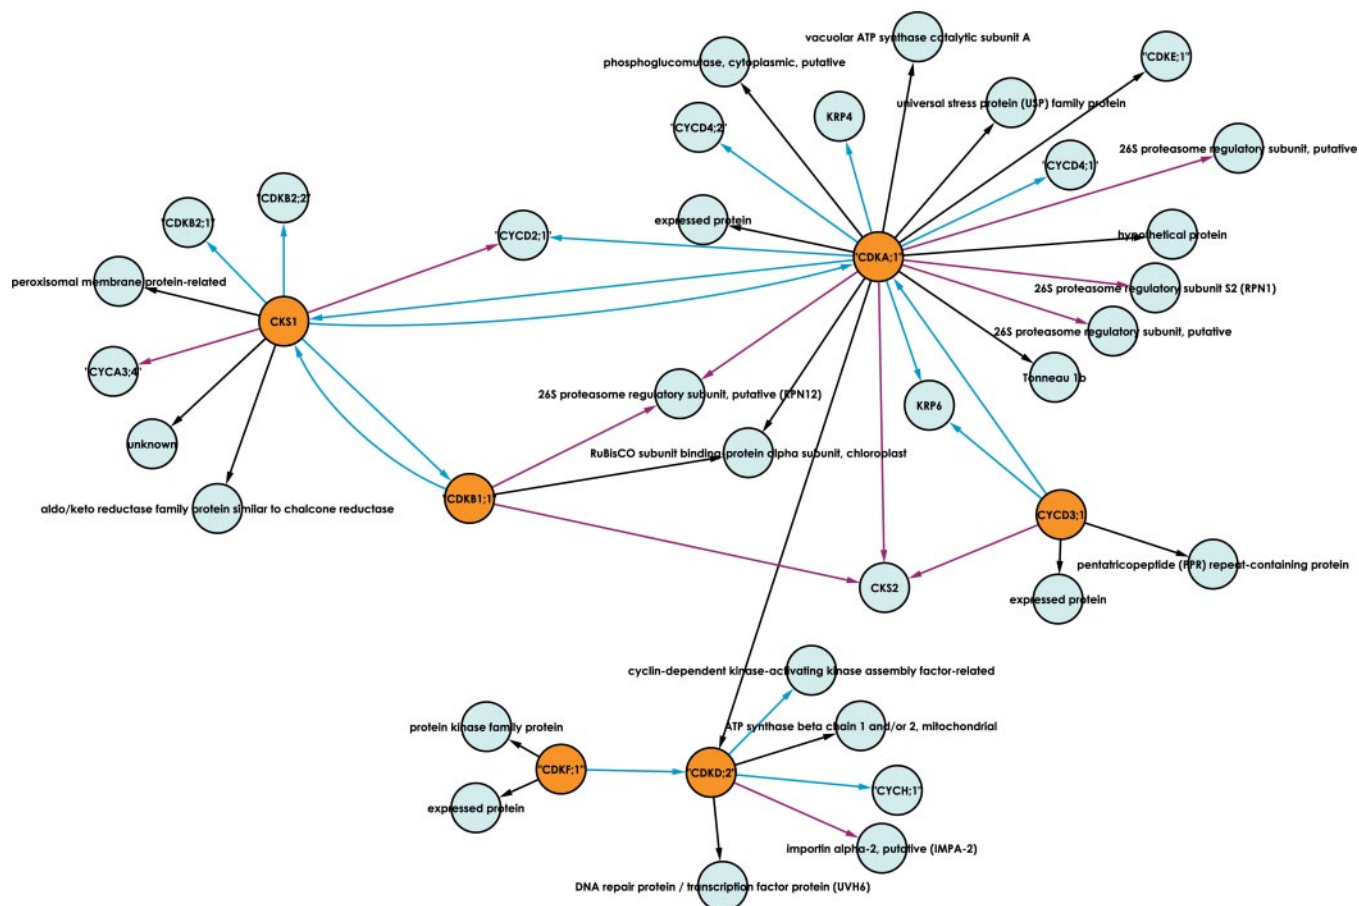 vacuolar ATP synthase catalytic subunit A
phosphoglucomutase, cytoplasmic, putative
"CDKE;1"
universal stress protein (USP) family protein
KRP4
"CYCD4;2"
26S proteasome regulatory subunit, putative
"CYCD4;1"
"CDKB2;2"
"CDKB2;1"
expressed protein
"CYCD2;1"
hypothetical protein
"CDKA;1"
peroxisomal membrane protein-related
26S proteasome regulatory subunit S2 (RPN1)
CKS1
26S proteasome regulatory subunit, putative
"CYCA3;4"
Tonneau 1b
26S proteasome regulatory subunit, putative (RPN12)
KRP6
unknown
RuBisCO subunit binding-protein alpha subunit, chloroplast
"CDKB1;1"
aldo/keto reductase family protein similar to chalcone reductase
CYCD3;1
pentatricopeptide (PPR) repeat-containing protein
CKS2
expressed protein
cyclin-dependent kinase-activating kinase assembly factor-related
protein kinase family protein
ATP synthase beta chain 1 and/or 2, mitochondrial
"CDKF;1"
"CDKD;2"
"CYCH;1"
expressed protein
importin alpha-2, putative (IMPA-2)
DNA repair protein / transcription factor protein (UVH6)